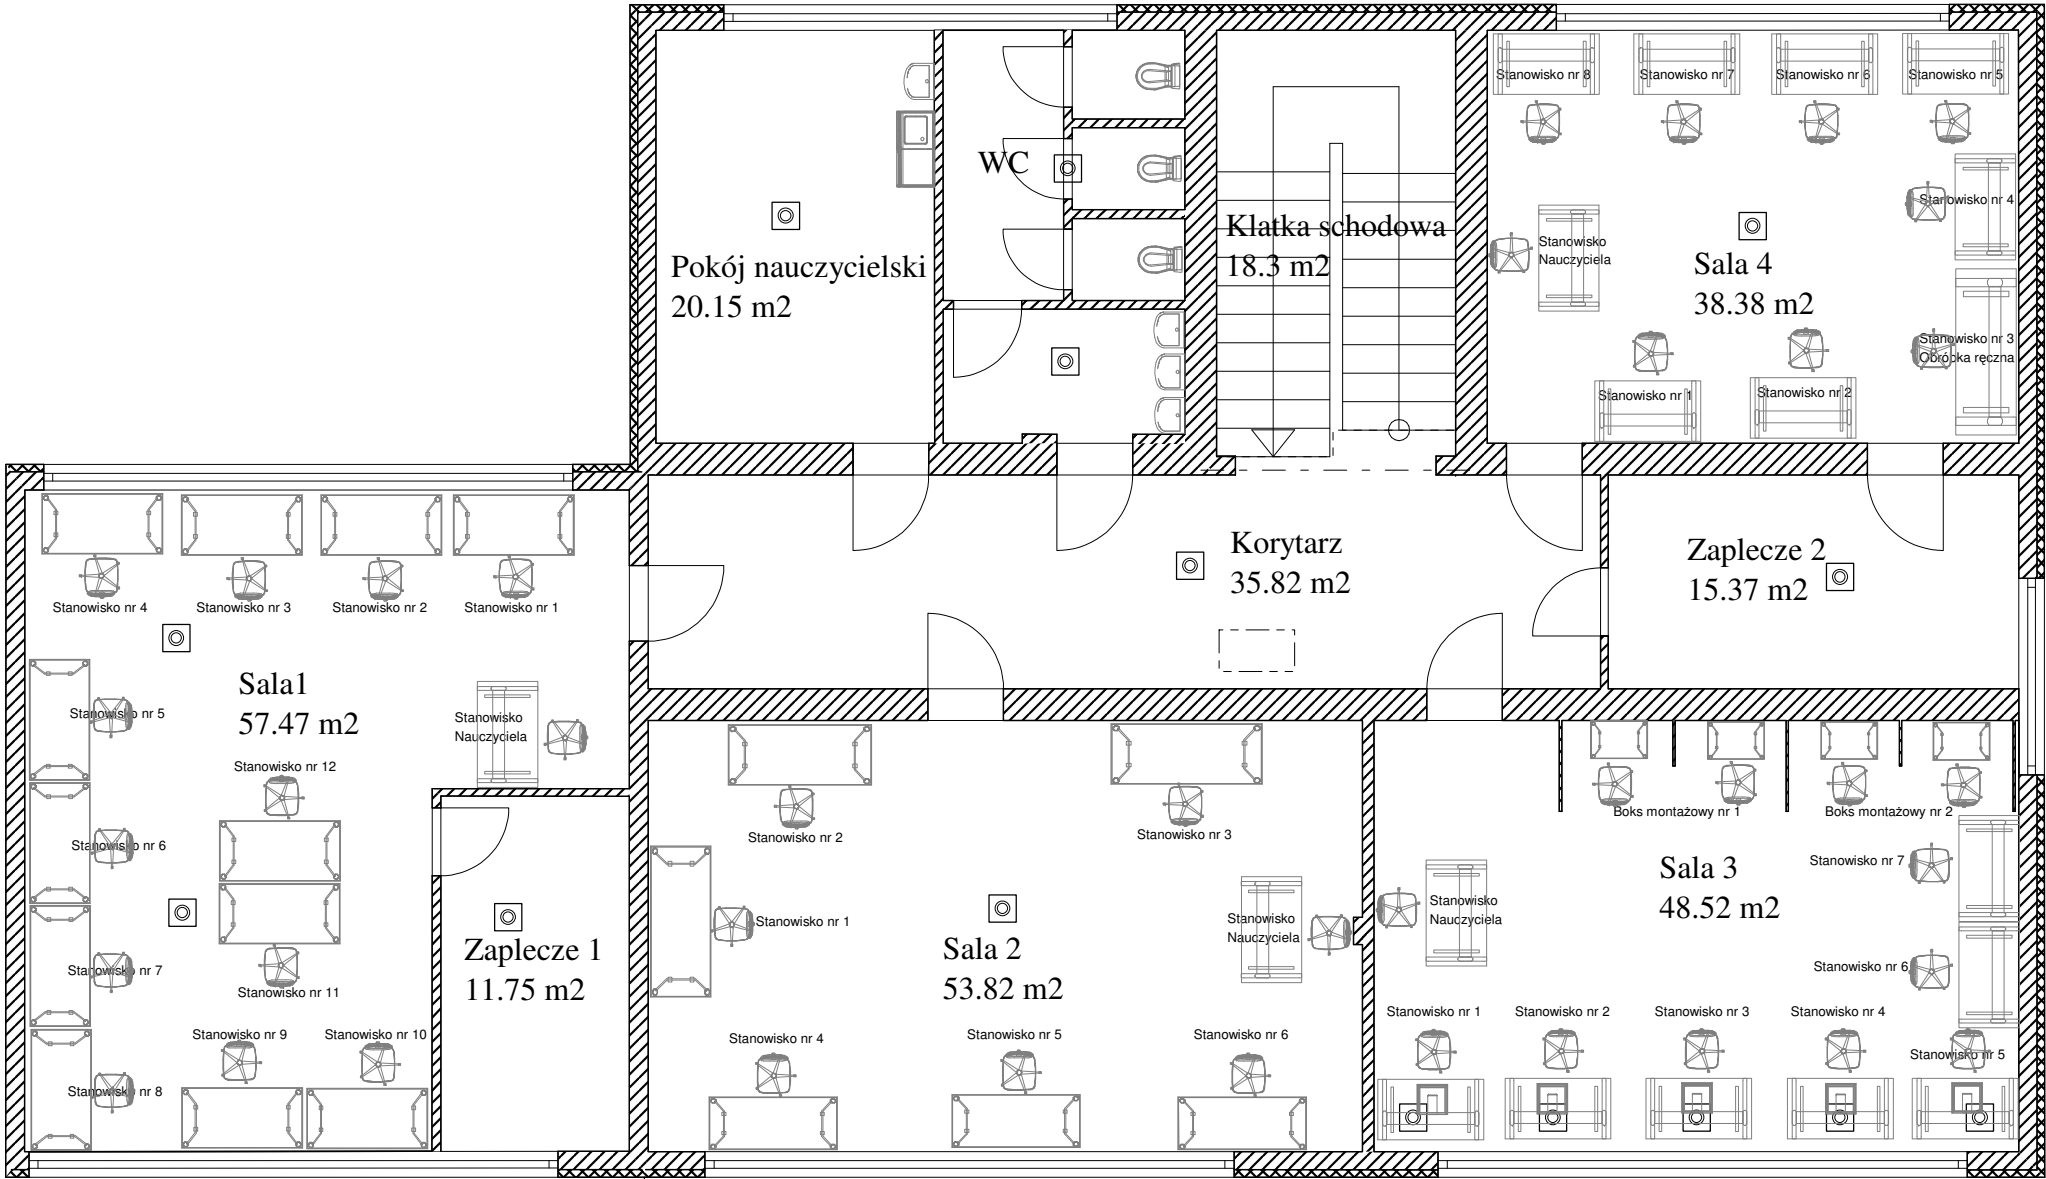 Stanowisko nr 8
Stanowisko nr 7
Stanowisko nr 6
Stanowisko nr 5
WC
Klatka schodowa
18.3 m2
Pokój nauczycielski
20.15 m2
Stanowisko
Nauczyciela
Sala 4
38.38 m2
Stanowisko nr 4
Stanowisko nr 3
Obróbka ręczna
Stanowisko nr 1
Stanowisko nr 2
Korytarz
35.82 m2
Zaplecze 2
15.37 m2
Stanowisko nr 4
Stanowisko nr 3
Stanowisko nr 2
Stanowisko nr 1
Sala1
57.47 m2
Stanowisko nr 5
Stanowisko
Nauczyciela
Stanowisko nr 12
Stanowisko nr 6
Stanowisko nr 7
Stanowisko nr 11
Stanowisko nr 9
Stanowisko nr 10
Stanowisko nr 8
Zaplecze 1
11.75 m2
Stanowisko nr 2
Stanowisko nr 3
Stanowisko nr 1
Stanowisko
Nauczyciela
Sala 2
53.82 m2
Stanowisko nr 4
Stanowisko nr 5
Stanowisko nr 6
Boks montażowy nr 1
Boks montażowy nr 2
Stanowisko nr 7
Sala 3
48.52 m2
Stanowisko
Nauczyciela
Stanowisko nr 6
Stanowisko nr 1
Stanowisko nr 2
Stanowisko nr 3
Stanowisko nr 4
Stanowisko nr 5